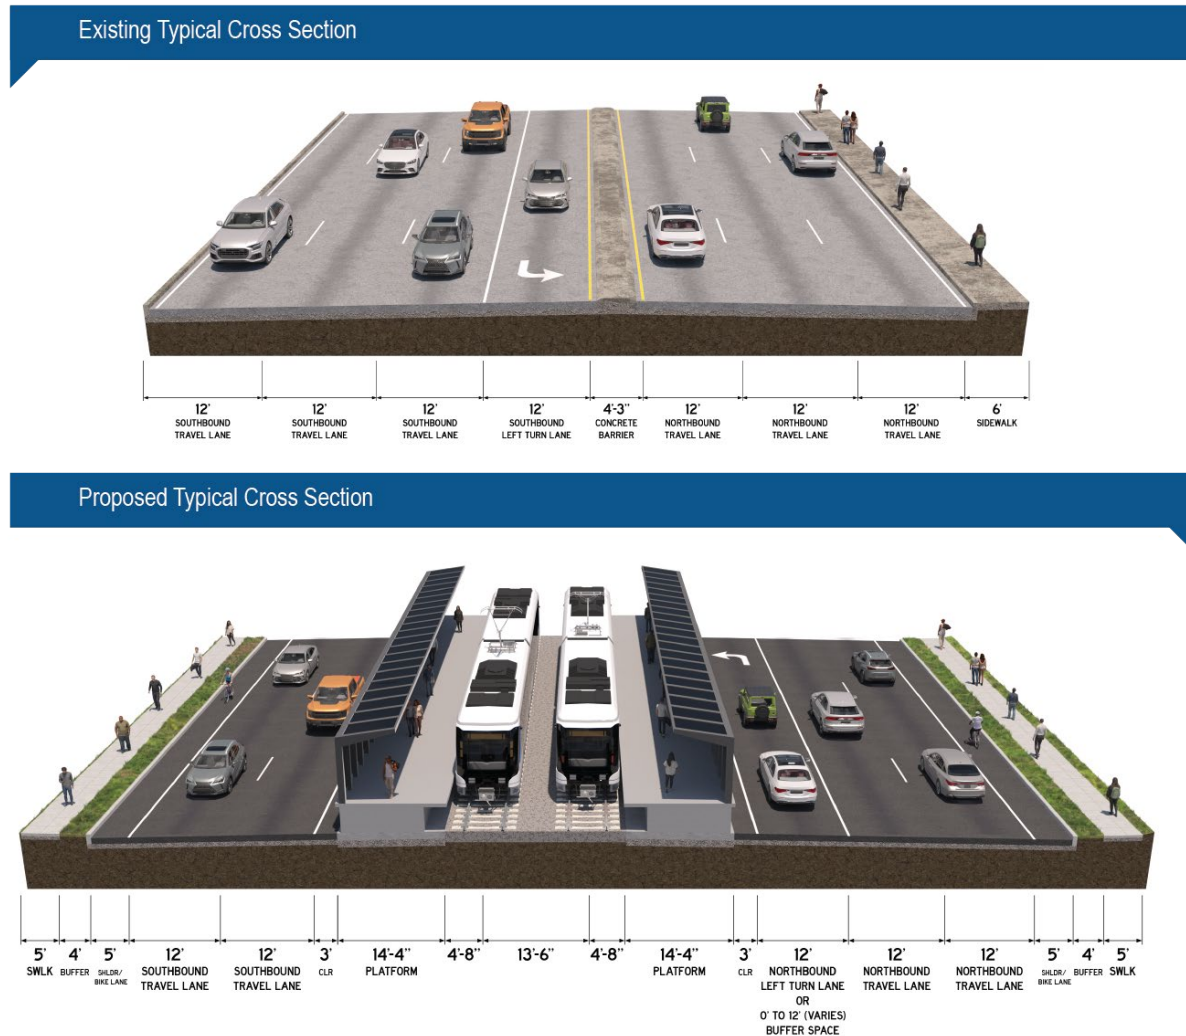 Existing Typical Cross Section
12' 12' 12' 12' 4'-3" 12' 12' 12' 6'
SOUTHBOUND SOUTHBOUND SOUTHBOUND SOUTHBOUND CONCRETE NORTHBOUND NORTHBOUND NORTHBOUND SIDEWALK
TRAVEL LANE TRAVEL LANE TRAVEL LANE LEFT TURN LANE BARRIER TRAVEL LANE TRAVEL LANE TRAVEL LANE
Proposed Typical Cross Section
5' 4' 5' 12' 12' 3' 14'-4" 4'-8" 13'-6" 4'-8" 14'-4" 3' 12' 12' 12' 5' 4' 5'
SWLK BUFFER SHLDR/ SOUTHBOUND SOUTHBOUND CLR PLATFORM PLATFORM CLR NORTHBOUND NORTHBOUND NORTHBOUND SHLDR/ BUFFER SWLK
BIKE LANE TRAVEL LANE TRAVEL LANE LEFT TURN LANE TRAVEL LANE TRAVEL LANE BIKE LANE
OR
0' TO 12' (VARIES)
BUFFER SPACE